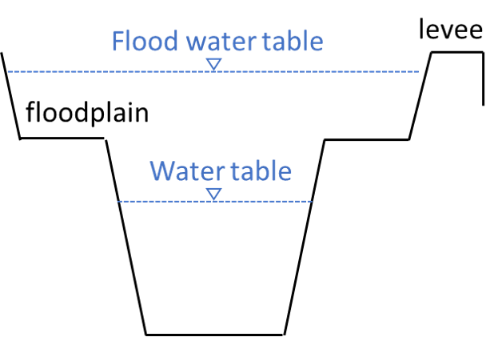 levee
Flood water table
floodplain
Water table